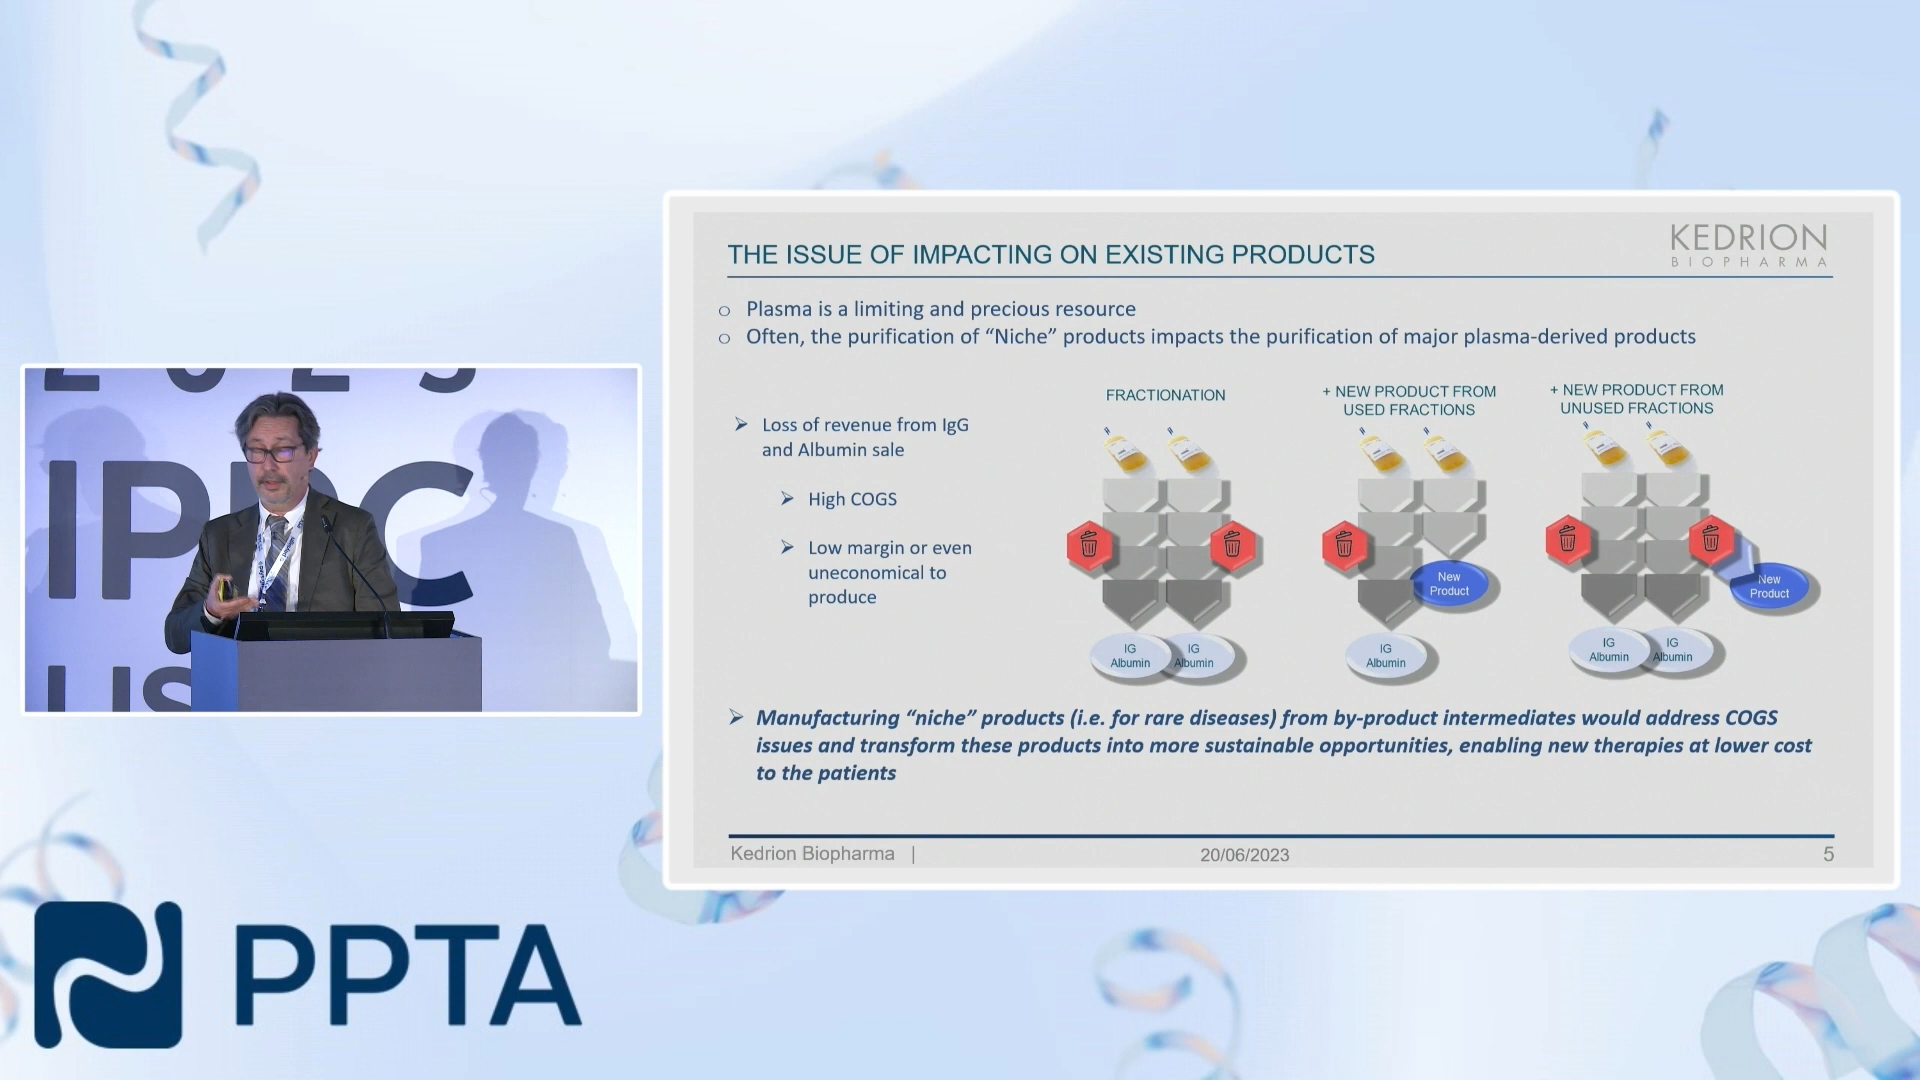 THE ISSUE OF IMPACTING ON EXISTING PRODUCTS
KEDRION
BIOPHARMA
o Plasma is a limiting and precious resource
o Often, the purification of “Niche” products impacts the purification of major plasma-derived products
➢ Loss of revenue from IgG
and Albumin sale
➢ High COGS
➢ Low margin or even
uneconomical to
produce
FRACTIONATION
IG
Albumin
IG
Albumin
+ NEW PRODUCT FROM
USED FRACTIONS
New
Product
IG
Albumin
+ NEW PRODUCT FROM
UNUSED FRACTIONS
New
Product
IG
Albumin
IG
Albumin
➢ Manufacturing “niche” products (i.e. for rare diseases) from by-product intermediates would address COGS
issues and transform these products into more sustainable opportunities, enabling new therapies at lower cost
to the patients
Kedrion Biopharma |
20/06/2023
5
2023
IPPC
LIS
PPTA